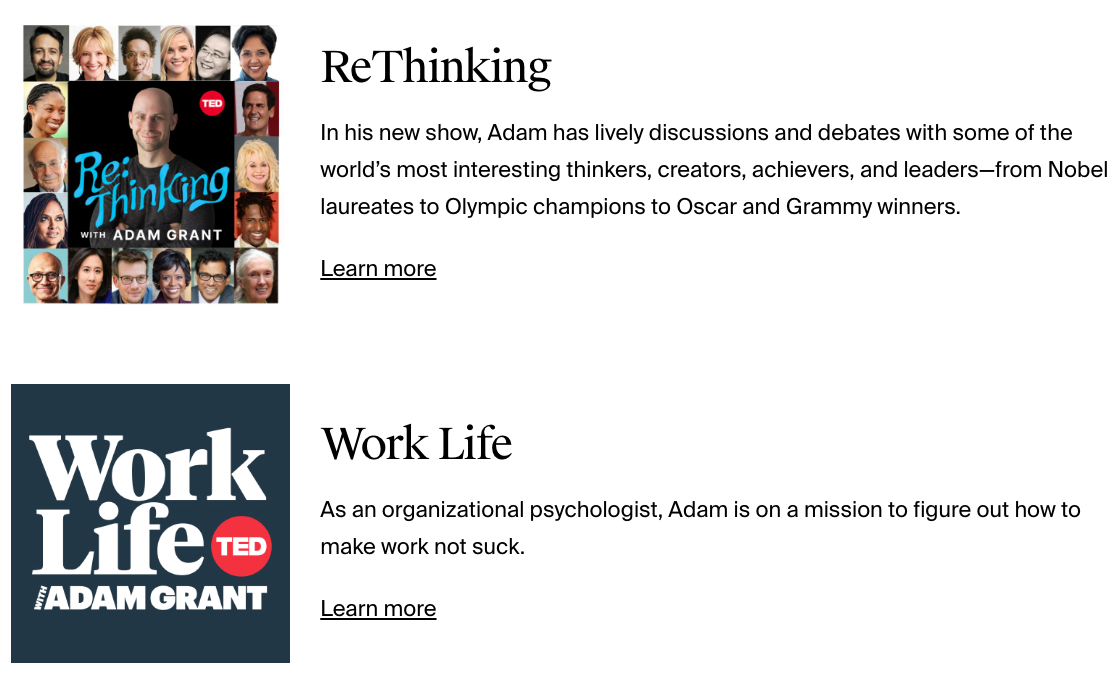 TED
Re:
Thinking
WITH ADAM GRANT
ReThinking
In his new show, Adam has lively discussions and debates with some of the
world’s most interesting thinkers, creators, achievers, and leaders—from Nobel
laureates to Olympic champions to Oscar and Grammy winners.
Learn more
Work
Life
TED
WITH ADAM GRANT
Work Life
As an organizational psychologist, Adam is on a mission to figure out how to
make work not suck.
Learn more